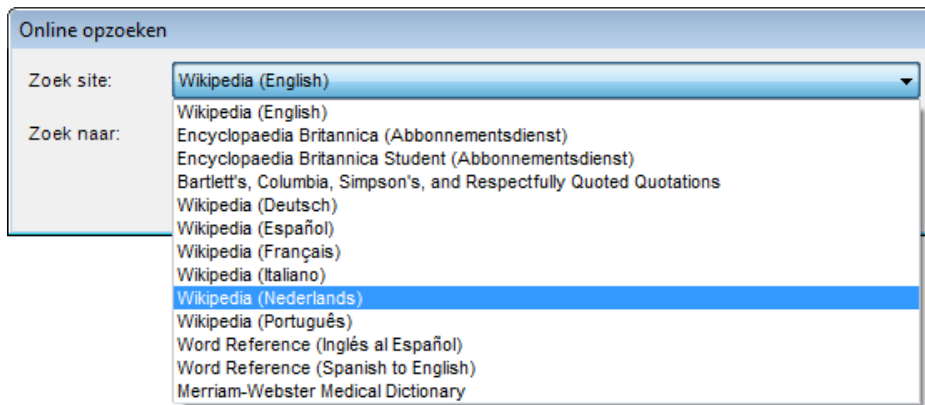 Online opzoeken
Zoek site:
Wikipedia (English)
Zoek naar:
Wikipedia (English)
Encyclopaedia Britannica (Abbonnementsdienst)
Encyclopaedia Britannica Student (Abbonnementsdienst)
Bartlett's, Columbia, Simpson's, and Respectfully Quoted Quotations
Wikipedia (Deutsch)
Wikipedia (Español)
Wikipedia (Français)
Wikipedia (Italiano)
Wikipedia (Nederlands)
Wikipedia (Português)
Word Reference (Inglés al Español)
Word Reference (Spanish to English)
Merriam-Webster Medical Dictionary